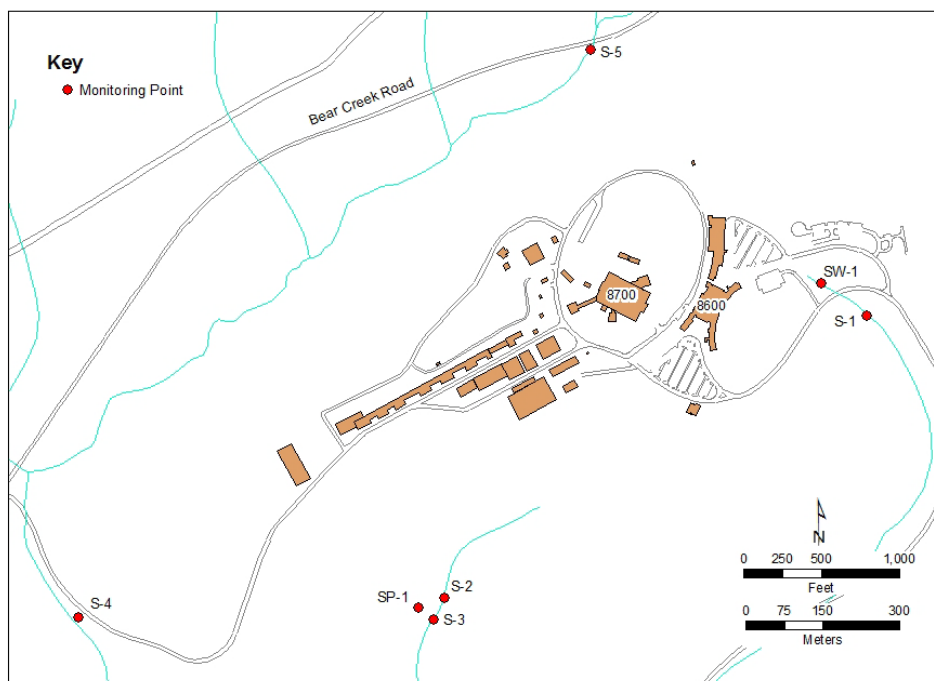 Key
Monitoring Point
Bear Creek Road
S-5
8700
8600
SW-1
S-1
S-4
SP-1
S-2
S-3
N
0 250 500 1,000
Feet
0 75 150 300
Meters